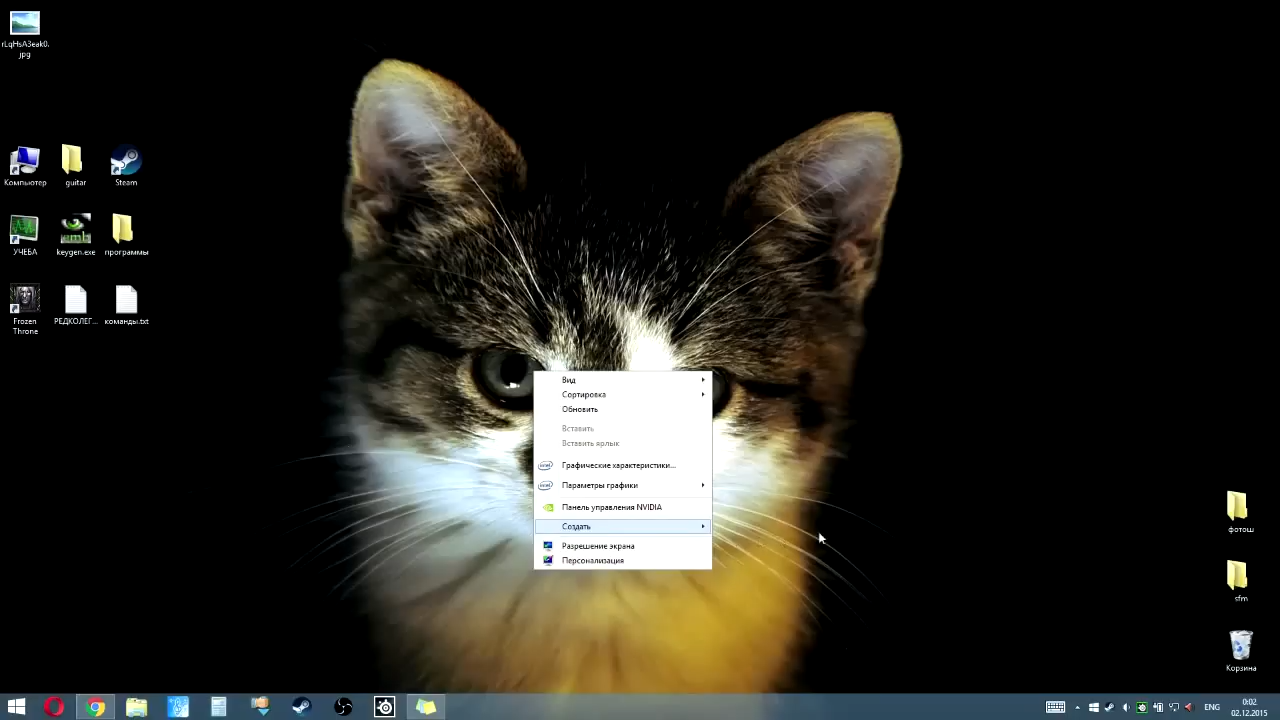 rLqHsA3eak0.
jpg
Компьютер
guitar
Steam
УЧЕБА
keygen.exe
программы
Frozen
Throne
РЕДКОЛЕГ...
команды.txt
Вид
Сортировка
Обновить
Вставить
Вставить ярлык
Графические характеристики...
Параметры графики
Панель управления NVIDIA
Создать
Разрешение экрана
Персонализация
фотош
sfm
Корзина
ENG
0:02
02.12.2015